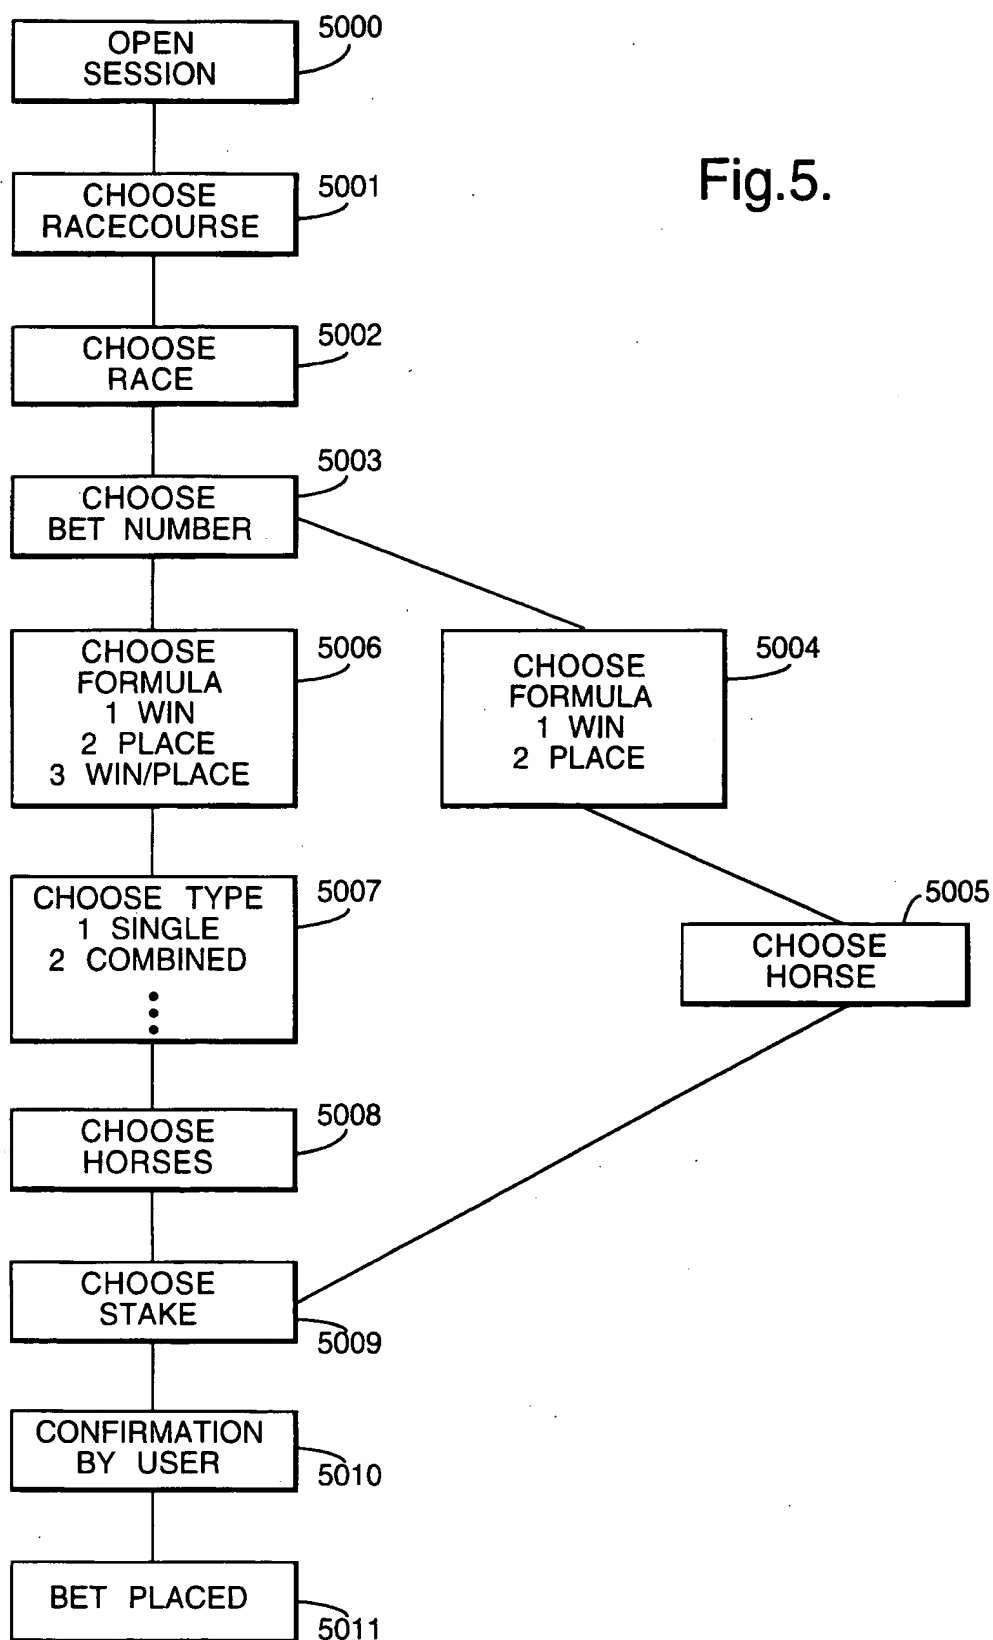 OPEN
SESSION
5000
Fig.5.
CHOOSE
RACECOURSE
5001
CHOOSE
RACE
5002
CHOOSE
BET NUMBER
5003
CHOOSE
FORMULA
1 WIN
2 PLACE
3 WIN/PLACE
5006
CHOOSE
FORMULA
1 WIN
2 PLACE
5004
CHOOSE TYPE
1 SINGLE
2 COMBINED
5007
CHOOSE
HORSE
5005
CHOOSE
HORSES
5008
CHOOSE
STAKE
5009
CONFIRMATION
BY USER
5010
BET PLACED
5011